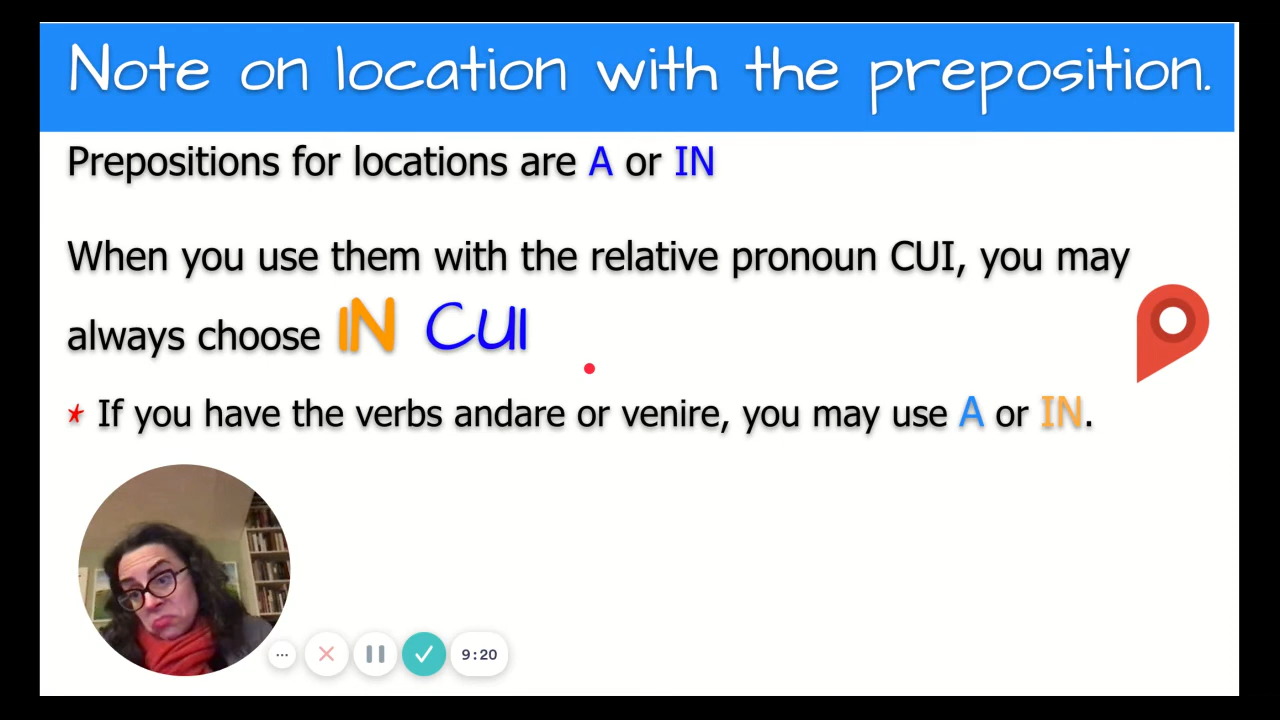 Note on location with the preposition.
Prepositions for locations are A or IN
When you use them with the relative pronoun CUI, you may
always choose IN CUI
* If you have the verbs andare or venire, you may use A or IN.
9:20